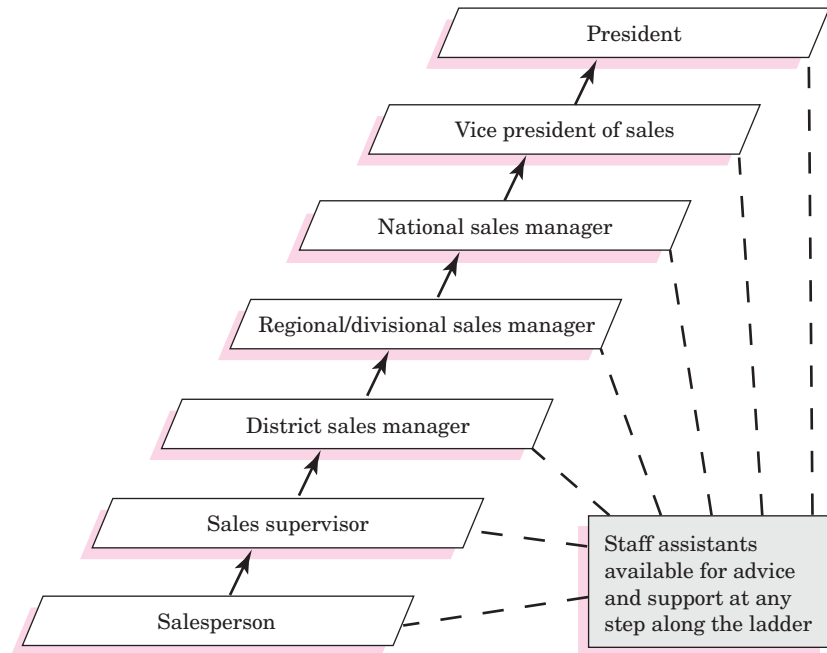 President
Vice president of sales
National sales manager
Regional/divisional sales manager
District sales manager
Sales supervisor
Salesperson
Staff assistants
available for advice
and support at any
step along the ladder